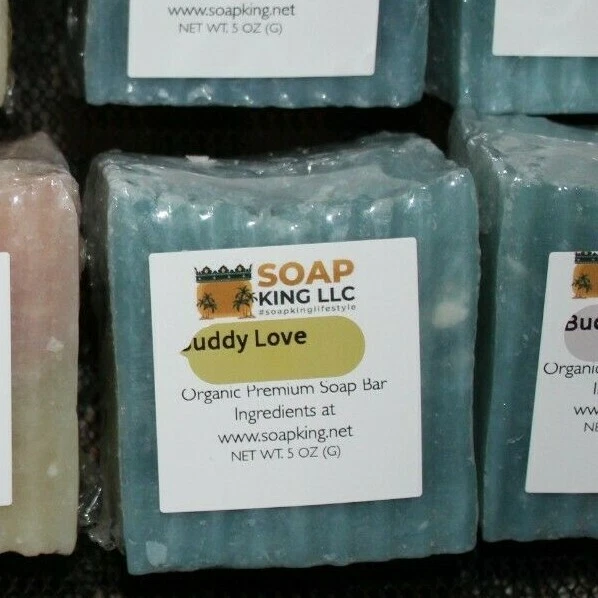 www.soapking.net
NET WT. 5 OZ (G)
SOAP
KING LLC
#soapkinglifestyle
Buddy Love
Organic Premium Soap Bar
Ingredients at
www.soapking.net
NET WT. 5 OZ (G)